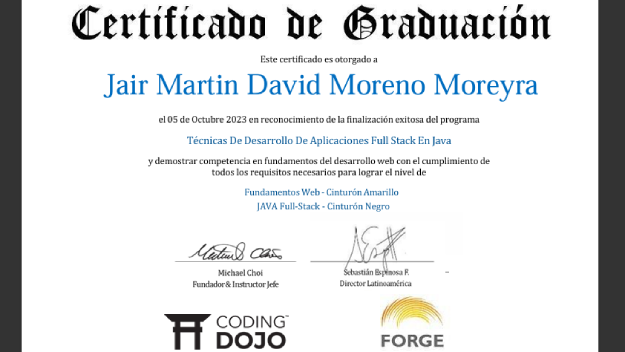 Certificado de Graduación
Este certificado es otorgado a
Jair Martin David Moreno Moreyra
el 05 de Octubre 2023 en reconocimiento de la finalización exitosa del programa
Técnicas De Desarrollo De Aplicaciones Full Stack En Java
y demostrar competencia en fundamentos del desarrollo web con el cumplimiento de
todos los requisitos necesarios para lograr el nivel de
Fundamentos Web - Cinturón Amarillo
JAVA Full-Stack - Cinturón Negro
Michael Choi
Fundador & Instructor Jefe
Sebastián Espinosa F.
Director Latinoamérica
CODING
DOJO
FORGE